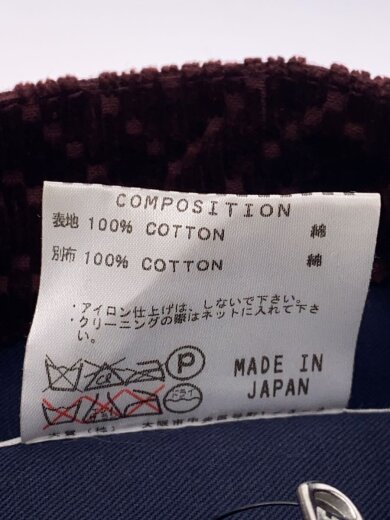 COMPOSITION
表地 100% COTTON 綿
別布 100% COTTON 綿
・アイロン仕上げは、しないで下さい。
・クリーニングの際はネットに入れて下さ
い。
P
MADE IN
JAPAN